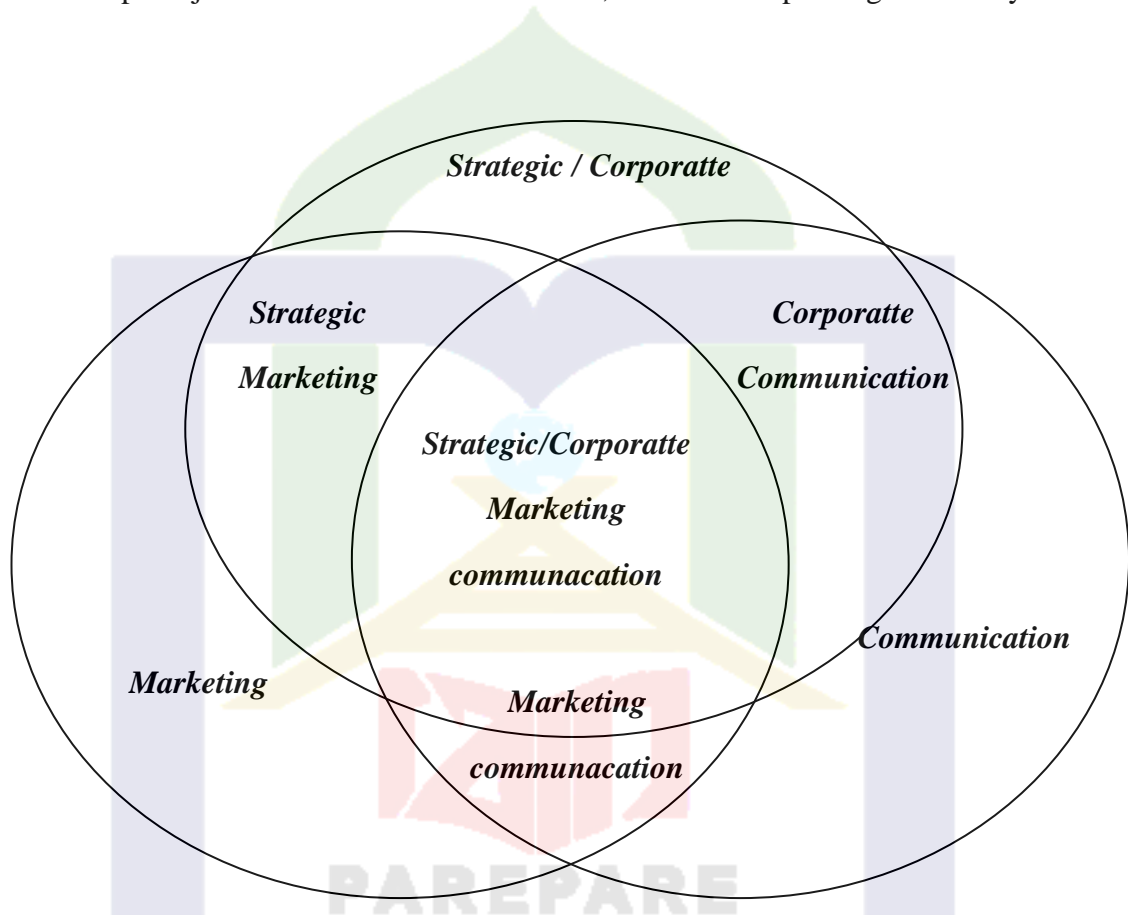 Strategic / Corporatte
Strategic
Marketing
Corporatte
Communication
Strategic/Corporatte
Marketing
communacation
Communication
Marketing
Marketing
communacation
PAREPARE